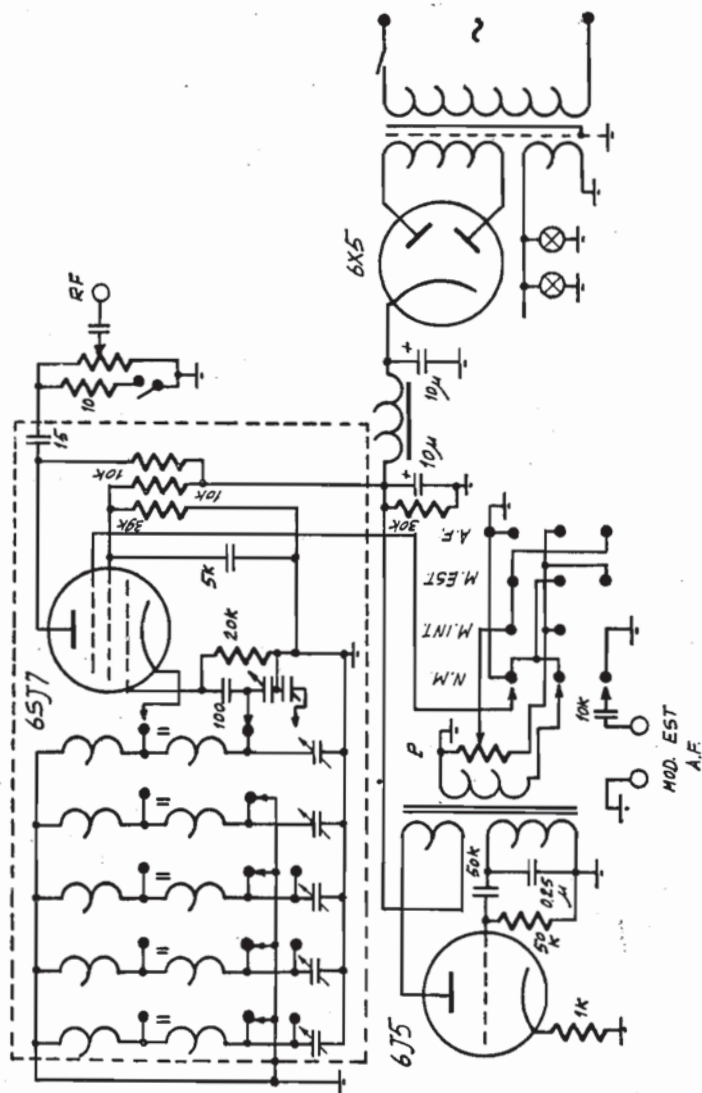 RF
10
15
10K
10K
39K
5K
6SJ7
20K
100
=
=
=
=
=
6X5
~
+
10µ
+
10µ
30K
A.F.
M.EST.
M.INT.
N.M.
P
10K
MOD. EST
A.F.
50K
0,25
µ
50
K
6J5
1K